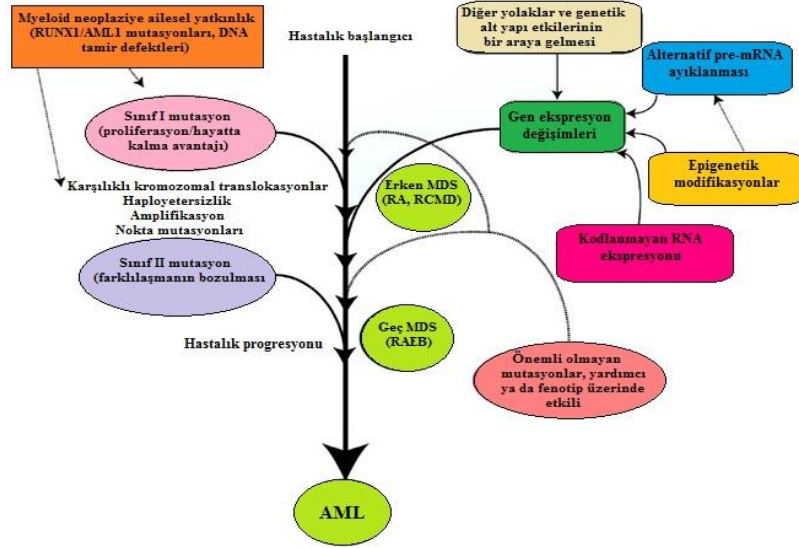 Myeloid neoplaziye ailesel yatkınlık
(RUNX1/AML1 mutasyonları, DNA
tamir defektleri)
Hastalık başlangıcı
Diğer yolaklar ve genetik
alt yapı etkilerinin
bir araya gelmesi
Alternatif pre-mRNA
ayıklanması
Sınıf I mutasyon
(proliferasyon/hayatta
kalma avantajı)
Gen ekspresyon
değişimleri
Epigenetik
modifikasyonlar
Karşılıklı kromozomal translokasyonlar
Haployetersizlik
Amplifikasyon
Nokta mutasyonları
Erken MDS
(RA, RCMD)
Kodlanmayan RNA
ekspresyonu
Sınıf II mutasyon
(farklılaşmanın bozulması)
Hastalık progresyonu
Geç MDS
(RAEB)
Önemli olmayan
mutasyonlar, yardımcı
ya da fenotip üzerinde
etkili
AML